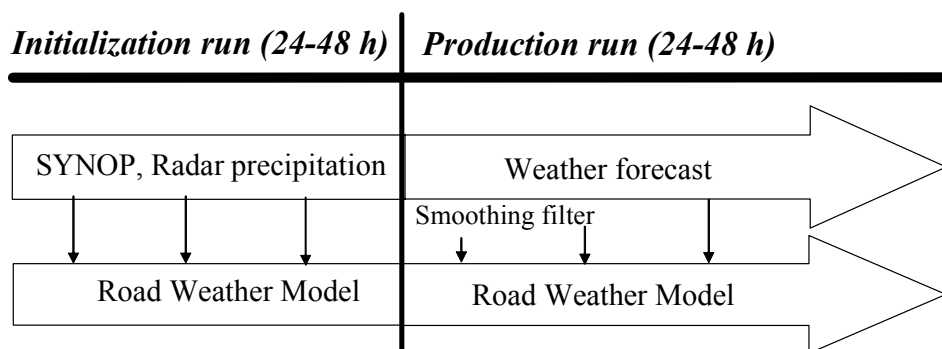 Initialization run (24-48 h) Production run (24-48 h)
SYNOP, Radar precipitation Weather forecast
Smoothing filter
Road Weather Model Road Weather Model